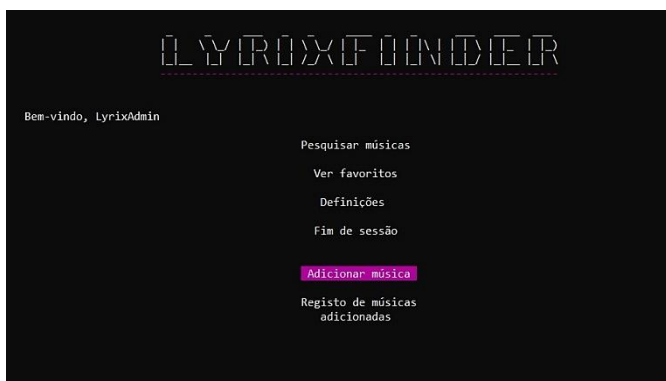 LYRIXFINDER
Bem-vindo, LyrixAdmin
Pesquisar músicas
Ver favoritos
Definições
Fim de sessão
Adicionar música
Registo de músicas
adicionadas